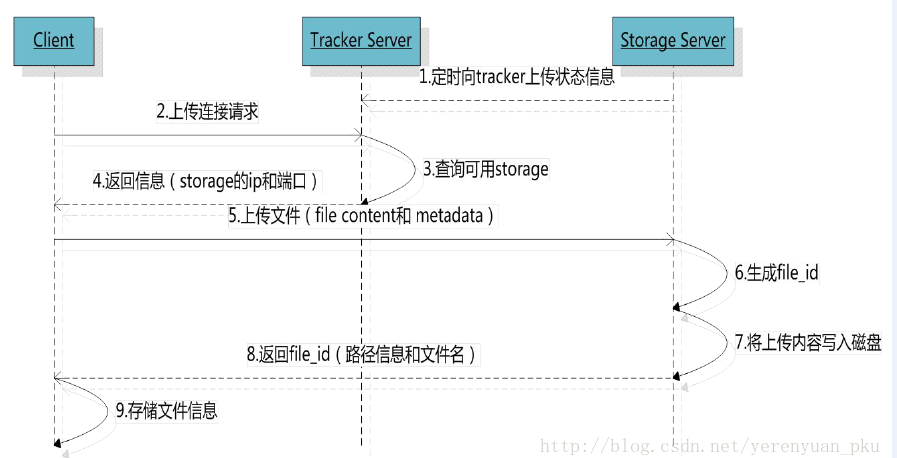 Client
Tracker Server
Storage Server
1.定时向tracker上传状态信息
2.上传连接请求
3.查询可用storage
4.返回信息（storage的ip和端口）
5.上传文件（file content和 metadata）
6.生成file_id
7.将上传内容写入磁盘
8.返回file_id（路径信息和文件名）
9.存储文件信息
http://blog.csdn.net/yerenyuan_pku